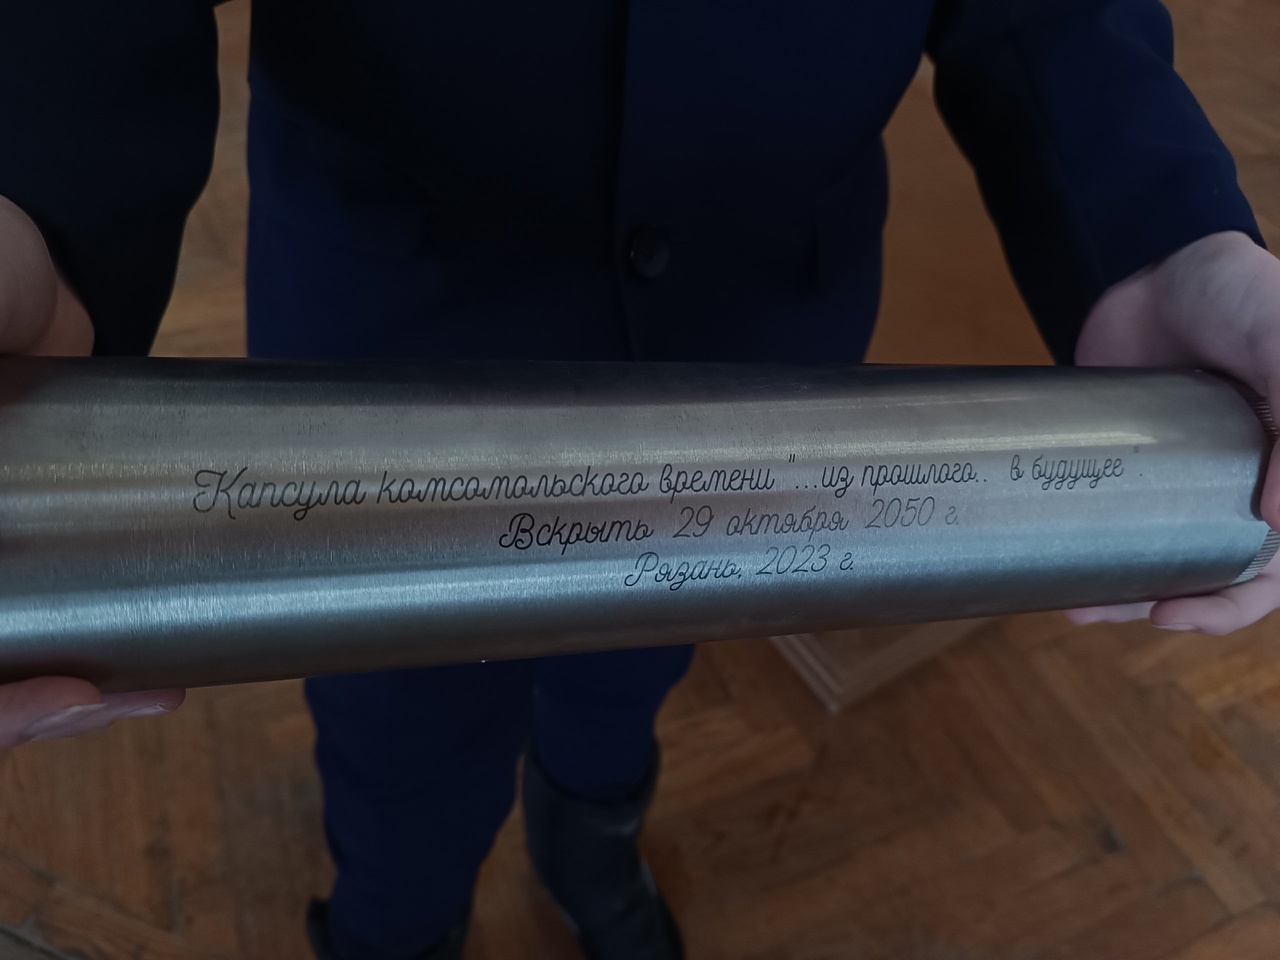 Капсула комсомольского времени "...из прошлого.. в будущее".
Вскрыть 29 октября 2050 г.
Рязань, 2023 г.